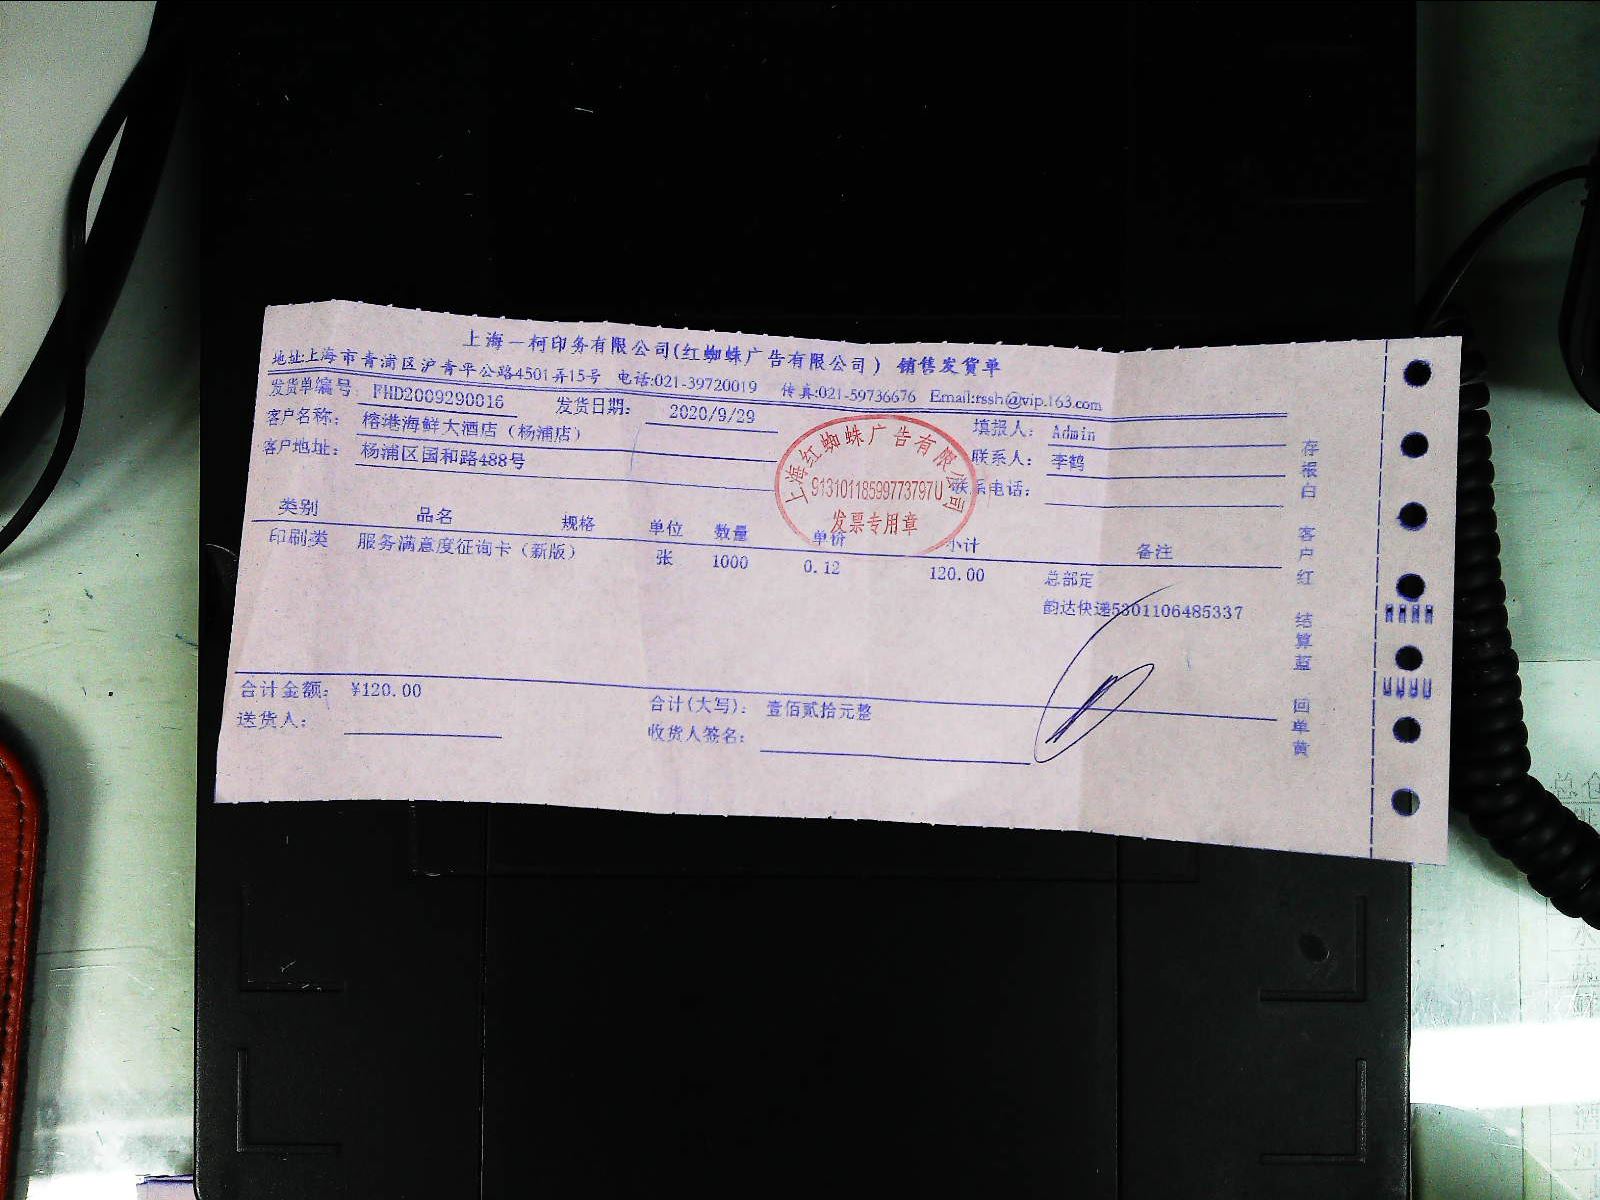 上海一柯印务有限公司(红蜘蛛广告有限公司) 销售发货单
地址:上海市青浦区沪青平公路4501弄15号 电话:021-39720019 传真:021-59736676 Email:rssh@vip.163.com
发货单编号: FHD2009290016 发货日期: 2020/9/29 填报人: Admin
客户名称: 榕港海鲜大酒店(杨浦店) 联系人: 李鹤
客户地址: 杨浦区国和路488号 联系电话:
上海红蜘蛛广告有限公司
91310118599773797U
发票专用章
类别 品名 规格 单位 数量 单价 小计 备注
印刷类 服务满意度征询卡(新版) 张 1000 0.12 120.00 总部定
韵达快递5301106485337
合计金额: ¥120.00 合计(大写): 壹佰贰拾元整
送货人: 收货人签名:
存根白 客户红 结算蓝 回单黄